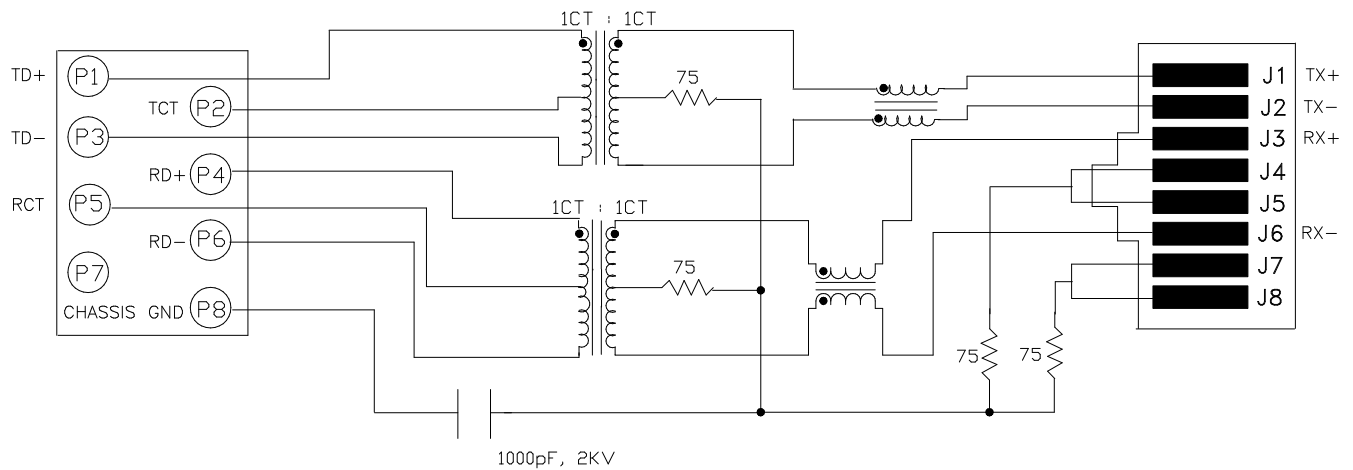 1CT : 1CT
TD+ P1
TCT P2
TD- P3
RD+ P4
RCT P5
RD- P6
P7
CHASSIS GND P8
75
1CT : 1CT
75
1000pF, 2KV
75 75
J1 TX+
J2 TX-
J3 RX+
J4
J5
J6 RX-
J7
J8